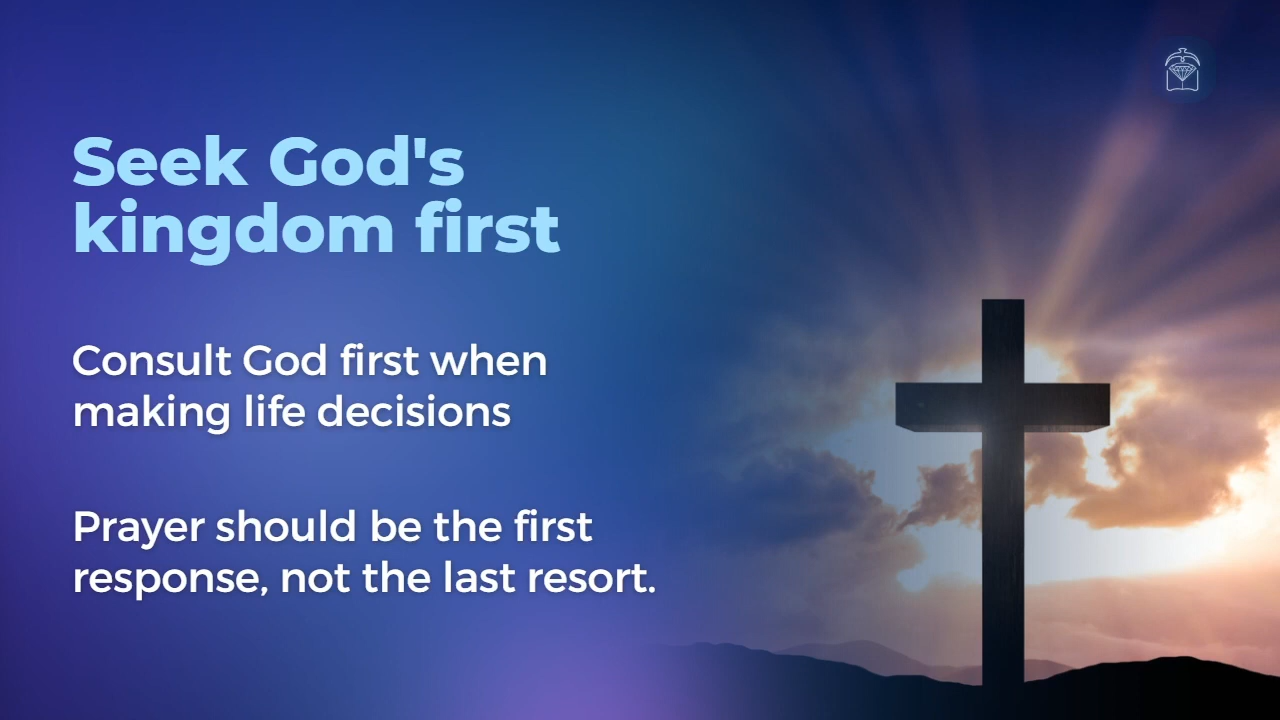 Seek God's
kingdom first
Consult God first when
making life decisions
Prayer should be the first
response, not the last resort.